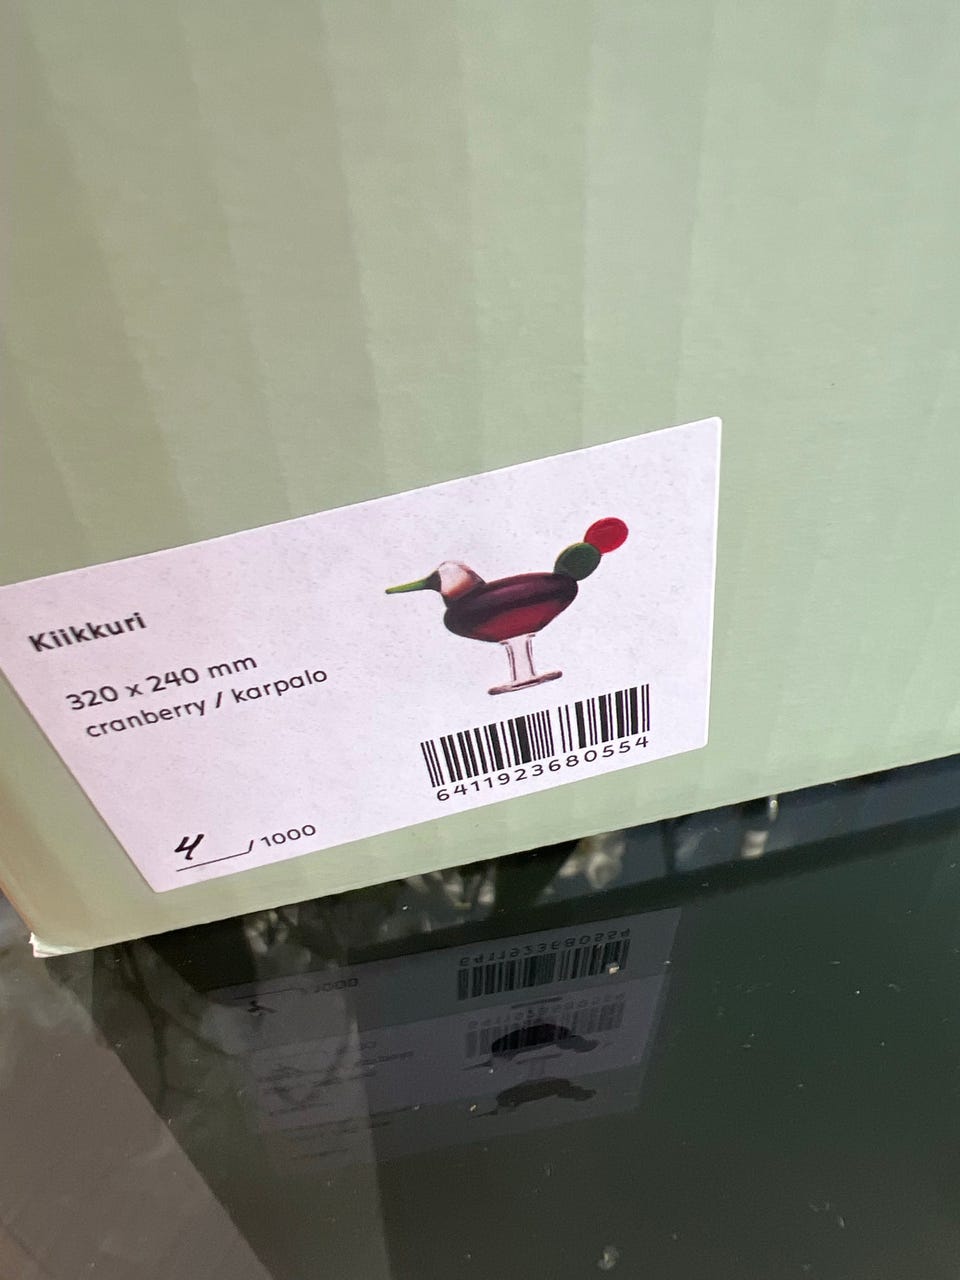 Kiikkuri
320 x 240 mm
cranberry / karpalo
6411923680554
4 / 1000